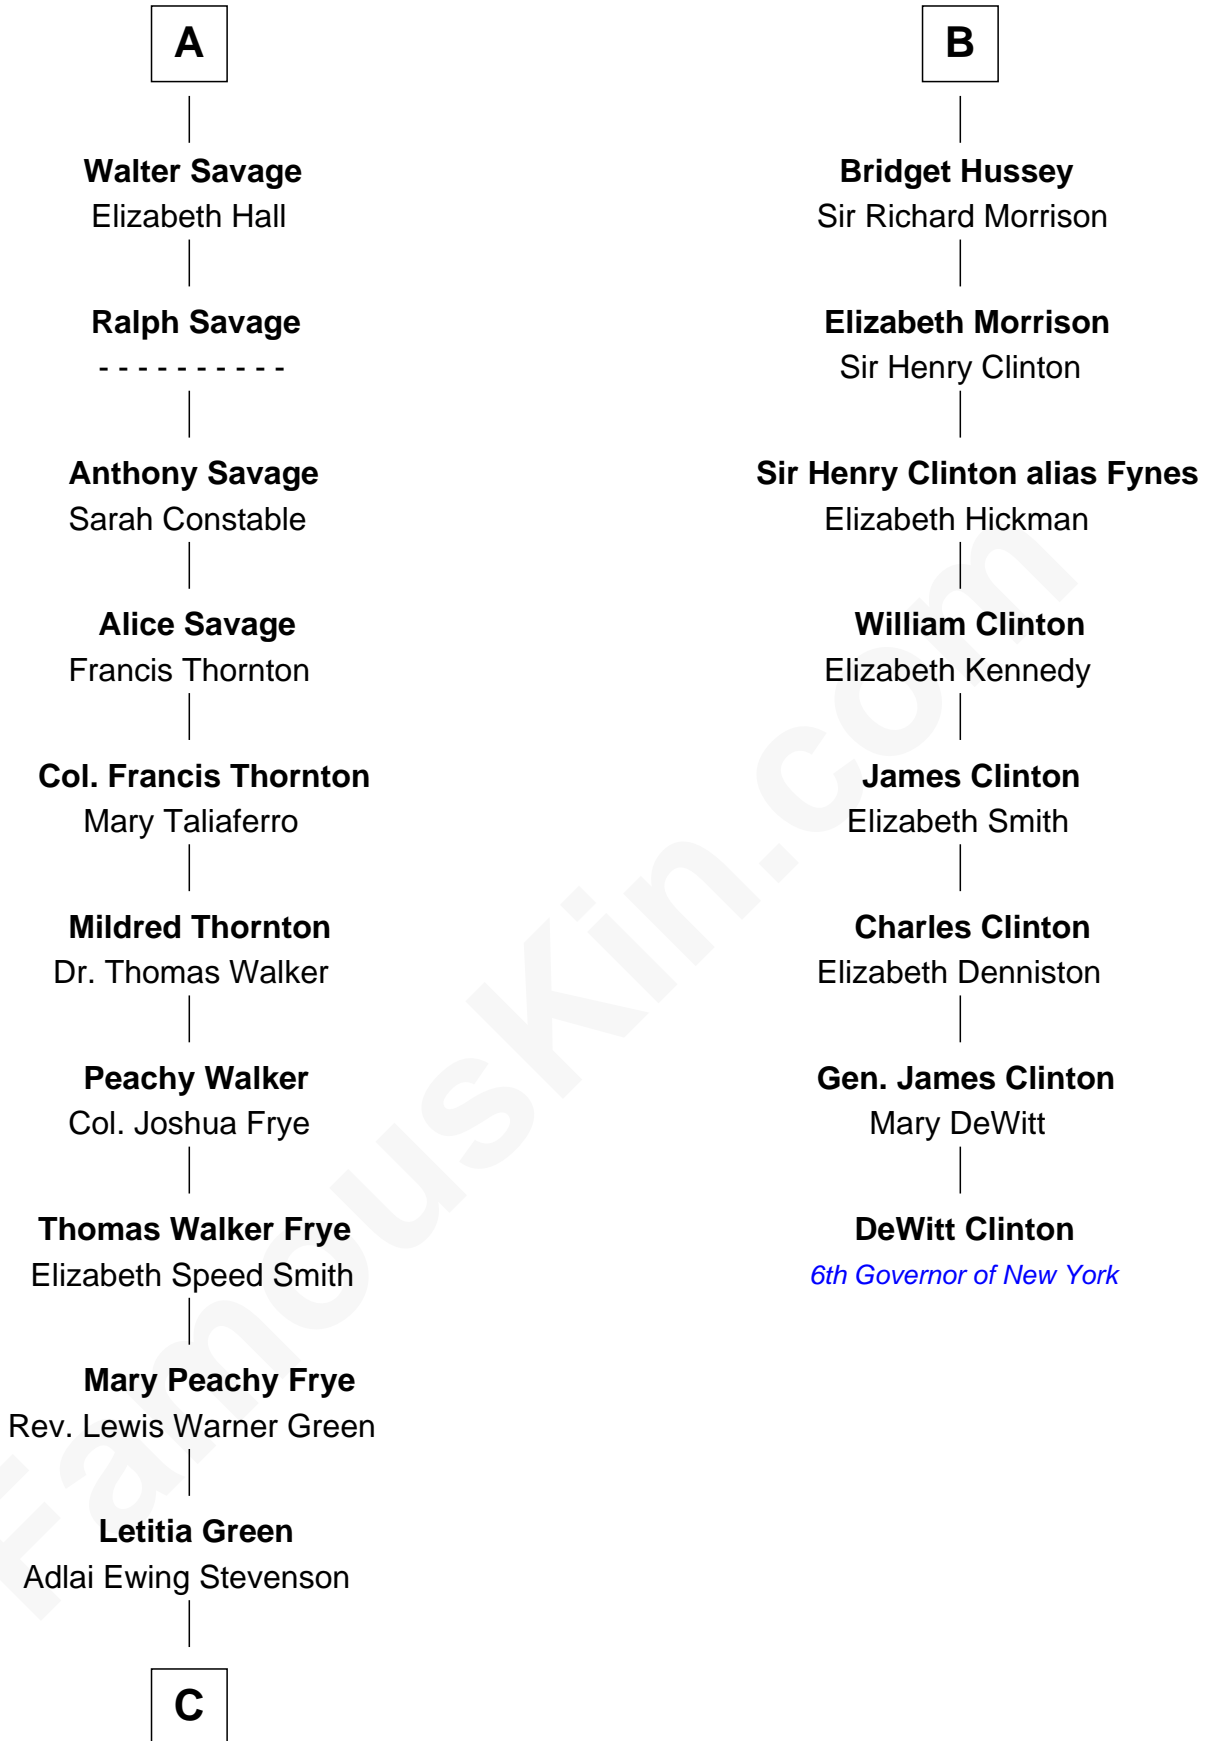 A
Walter Savage
Elizabeth Hall
Ralph Savage
- - - - - - - - - -
Anthony Savage
Sarah Constable
Alice Savage
Francis Thornton
Col. Francis Thornton
Mary Taliaferro
Mildred Thornton
Dr. Thomas Walker
Peachy Walker
Col. Joshua Frye
Thomas Walker Frye
Elizabeth Speed Smith
Mary Peachy Frye
Rev. Lewis Warner Green
Letitia Green
Adlai Ewing Stevenson
C
B
Bridget Hussey
Sir Richard Morrison
Elizabeth Morrison
Sir Henry Clinton
Sir Henry Clinton alias Fynes
Elizabeth Hickman
William Clinton
Elizabeth Kennedy
James Clinton
Elizabeth Smith
Charles Clinton
Elizabeth Denniston
Gen. James Clinton
Mary DeWitt
DeWitt Clinton
6th Governor of New York
FamousKin.com